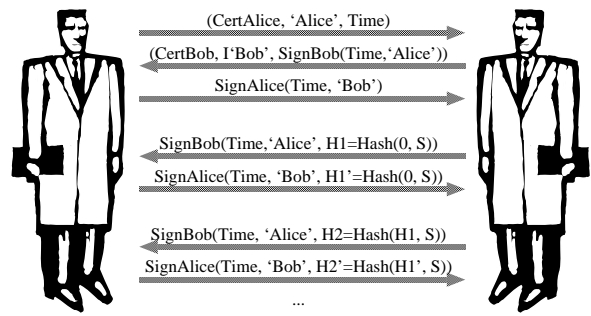 (CertAlice, ‘Alice’, Time)
(CertBob, I‘Bob’, SignBob(Time,‘Alice’))
SignAlice(Time, ‘Bob’)
SignBob(Time,‘Alice’, H1=Hash(0, S))
SignAlice(Time, ‘Bob’, H1’=Hash(0, S))
SignBob(Time, ‘Alice’, H2=Hash(H1, S))
SignAlice(Time, ‘Bob’, H2’=Hash(H1’, S))
...